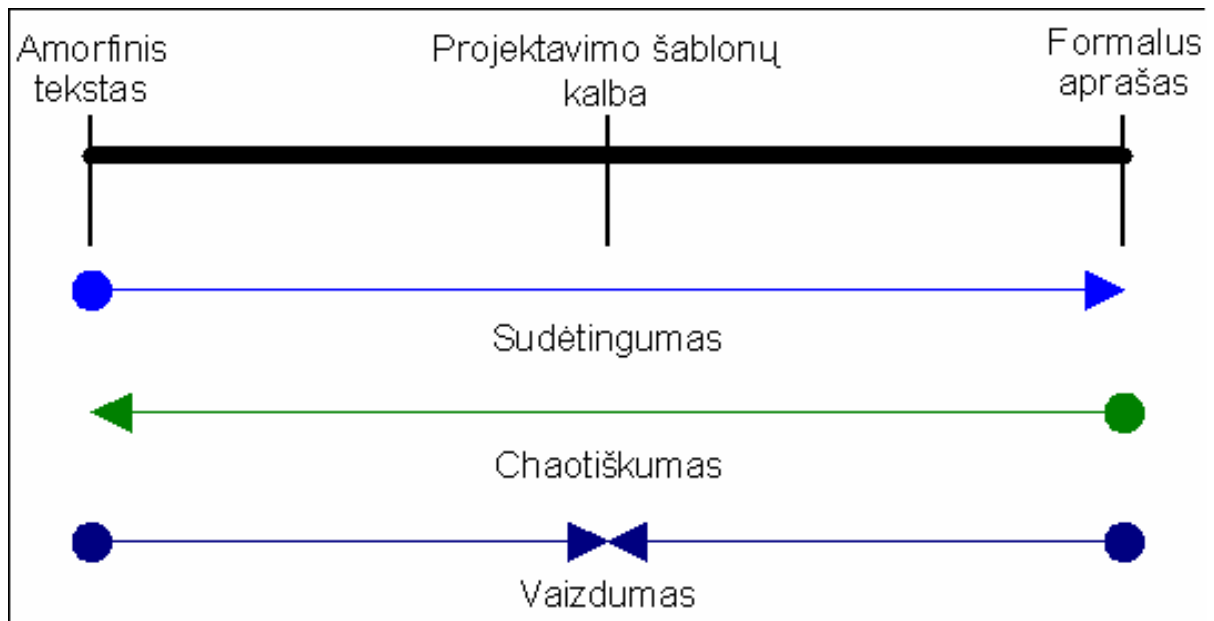 Amorfinis
tekstas
Projektavimo šablonų
kalba
Formalus
aprašas
Sudėtingumas
Chaotiškumas
Vaizdumas